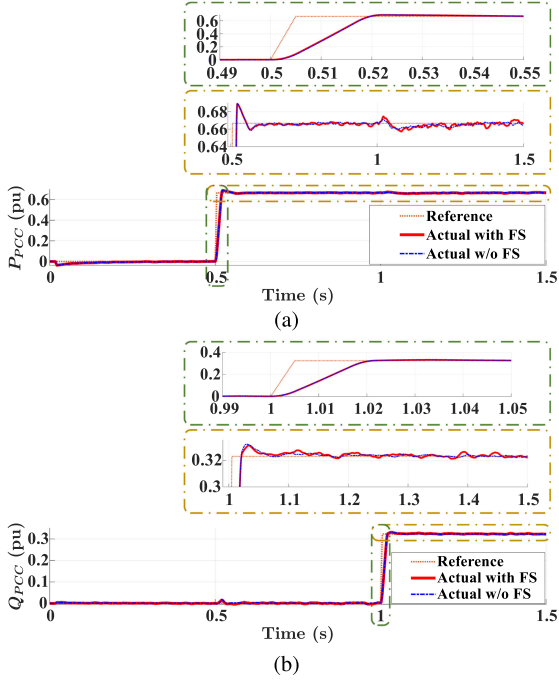 0.6
0.4
0.2
0
0.49 0.5 0.51 0.52 0.53 0.54 0.55
0.68
0.66
0.64
0.5 1 1.5
0.6
0.4
0.2
0
P_PCC (pu)
Reference
Actual with FS
Actual w/o FS
0 0.5 1 1.5
Time (s)
(a)
0.4
0.2
0
0.99 1 1.01 1.02 1.03 1.04 1.05
0.32
0.3
1 1.1 1.2 1.3 1.4 1.5
0.3
0.2
0.1
0
Q_PCC (pu)
Reference
Actual with FS
Actual w/o FS
0 0.5 1 1.5
Time (s)
(b)